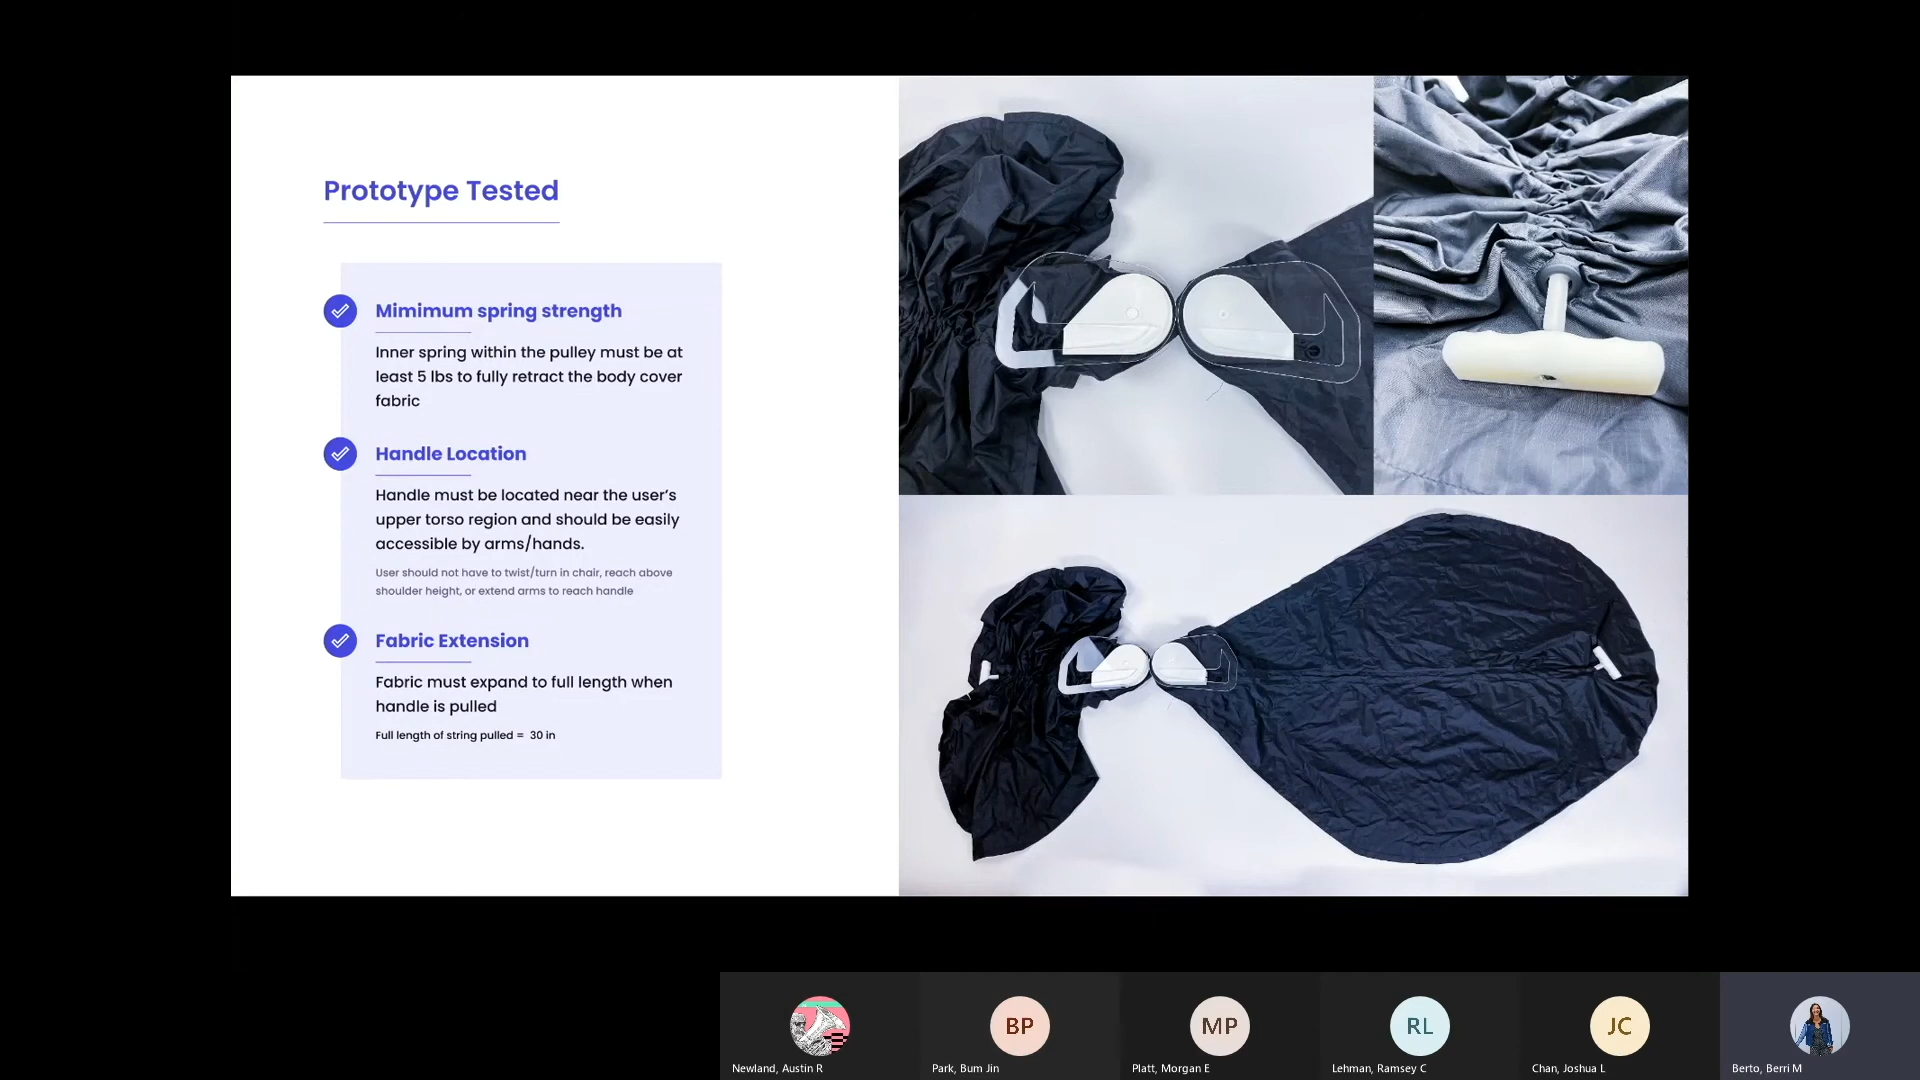 Prototype Tested
Mimimum spring strength
Inner spring within the pulley must be at
least 5 lbs to fully retract the body cover
fabric
Handle Location
Handle must be located near the user's
upper torso region and should be easily
accessible by arms/hands.
User should not have to twist/turn in chair, reach above
shoulder height, or extend arms to reach handle
Fabric Extension
Fabric must expand to full length when
handle is pulled
Full length of string pulled = 30 in
BP
MP
RL
JC
Newland, Austin R
Park, Bum Jin
Platt, Morgan E
Lehman, Ramsey C
Chan, Joshua L
Berto, Berri M